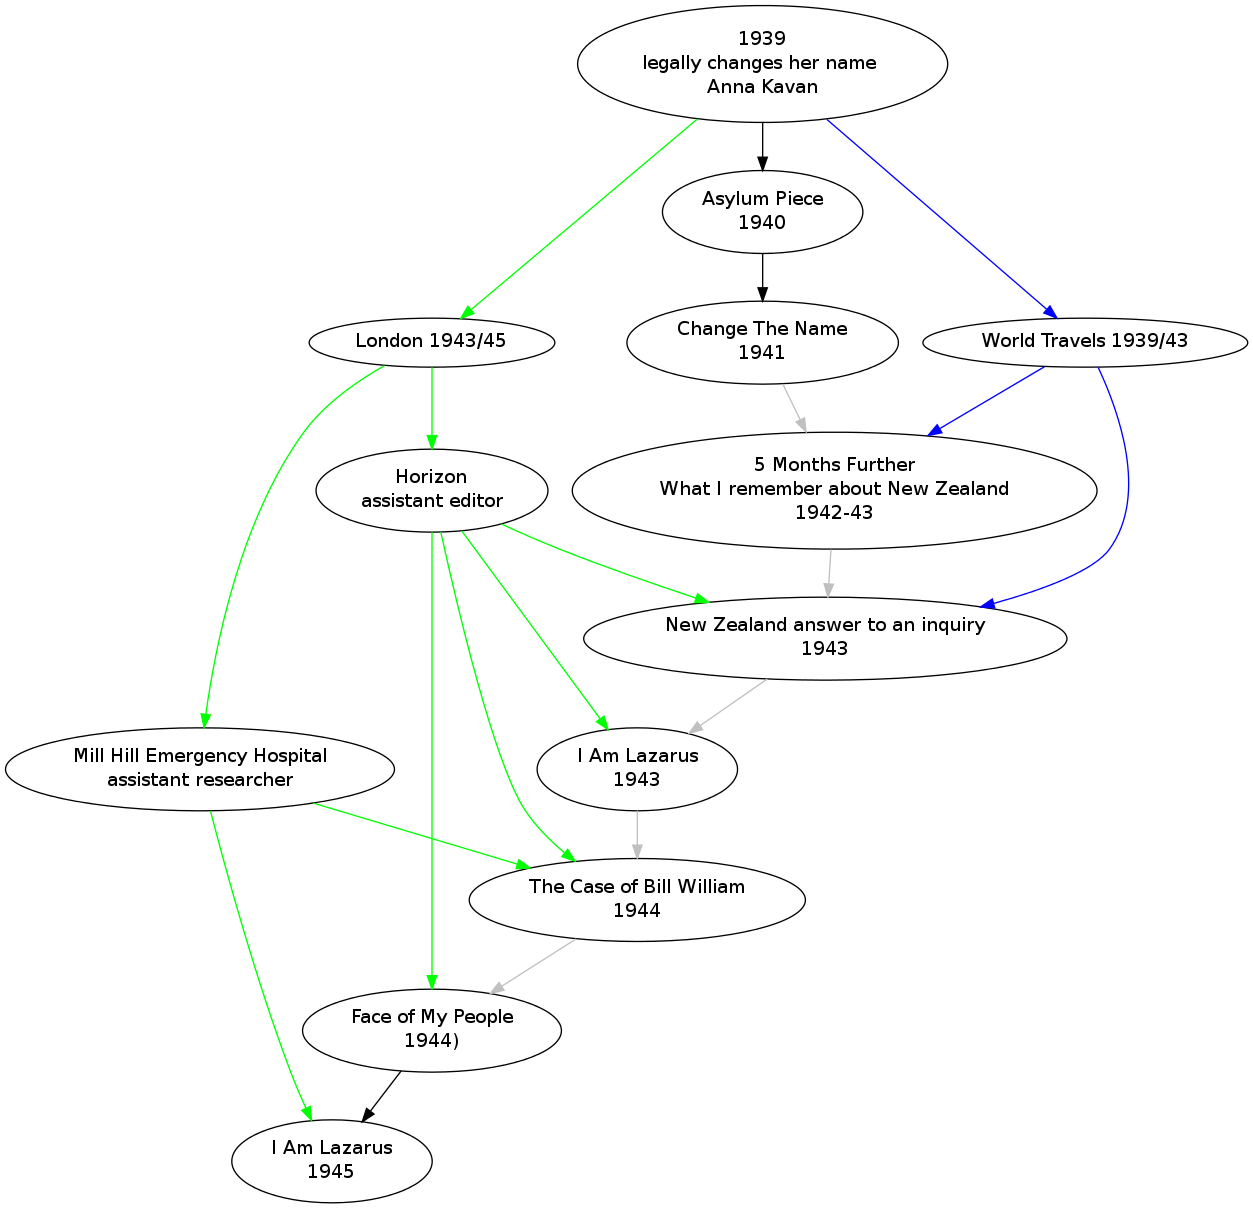 1939
legally changes her name
Anna Kavan
Asylum Piece
1940
London 1943/45
Change The Name
1941
World Travels 1939/43
Horizon
assistant editor
5 Months Further
What I remember about New Zealand
1942-43
New Zealand answer to an inquiry
1943
Mill Hill Emergency Hospital
assistant researcher
I Am Lazarus
1943
The Case of Bill William
1944
Face of My People
1944)
I Am Lazarus
1945